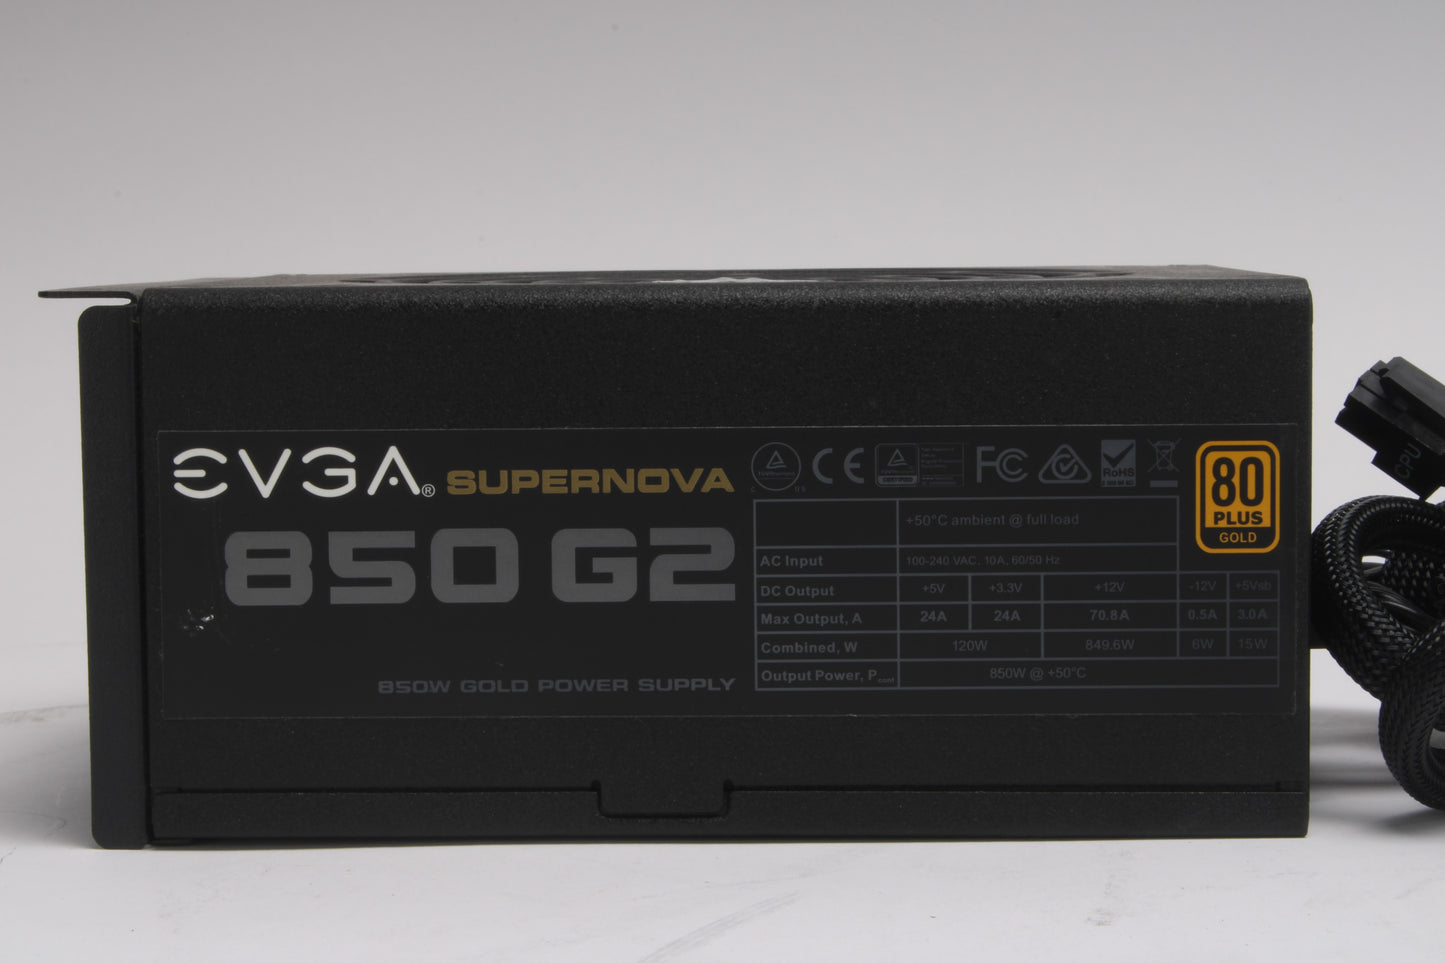 EVGA® SUPERNOVA
850 G2
850W GOLD POWER SUPPLY
CE
FC
RoHS
80
PLUS
GOLD
+50°C ambient @ full load
AC Input 100-240 VAC, 10A, 60/50 Hz
DC Output +5V +3.3V +12V -12V +5Vsb
Max Output, A 24A 24A 70.8A 0.5A 3.0A
Combined, W 120W 849.6W 6W 15W
Output Power, Pcont 850W @ +50°C
CPU